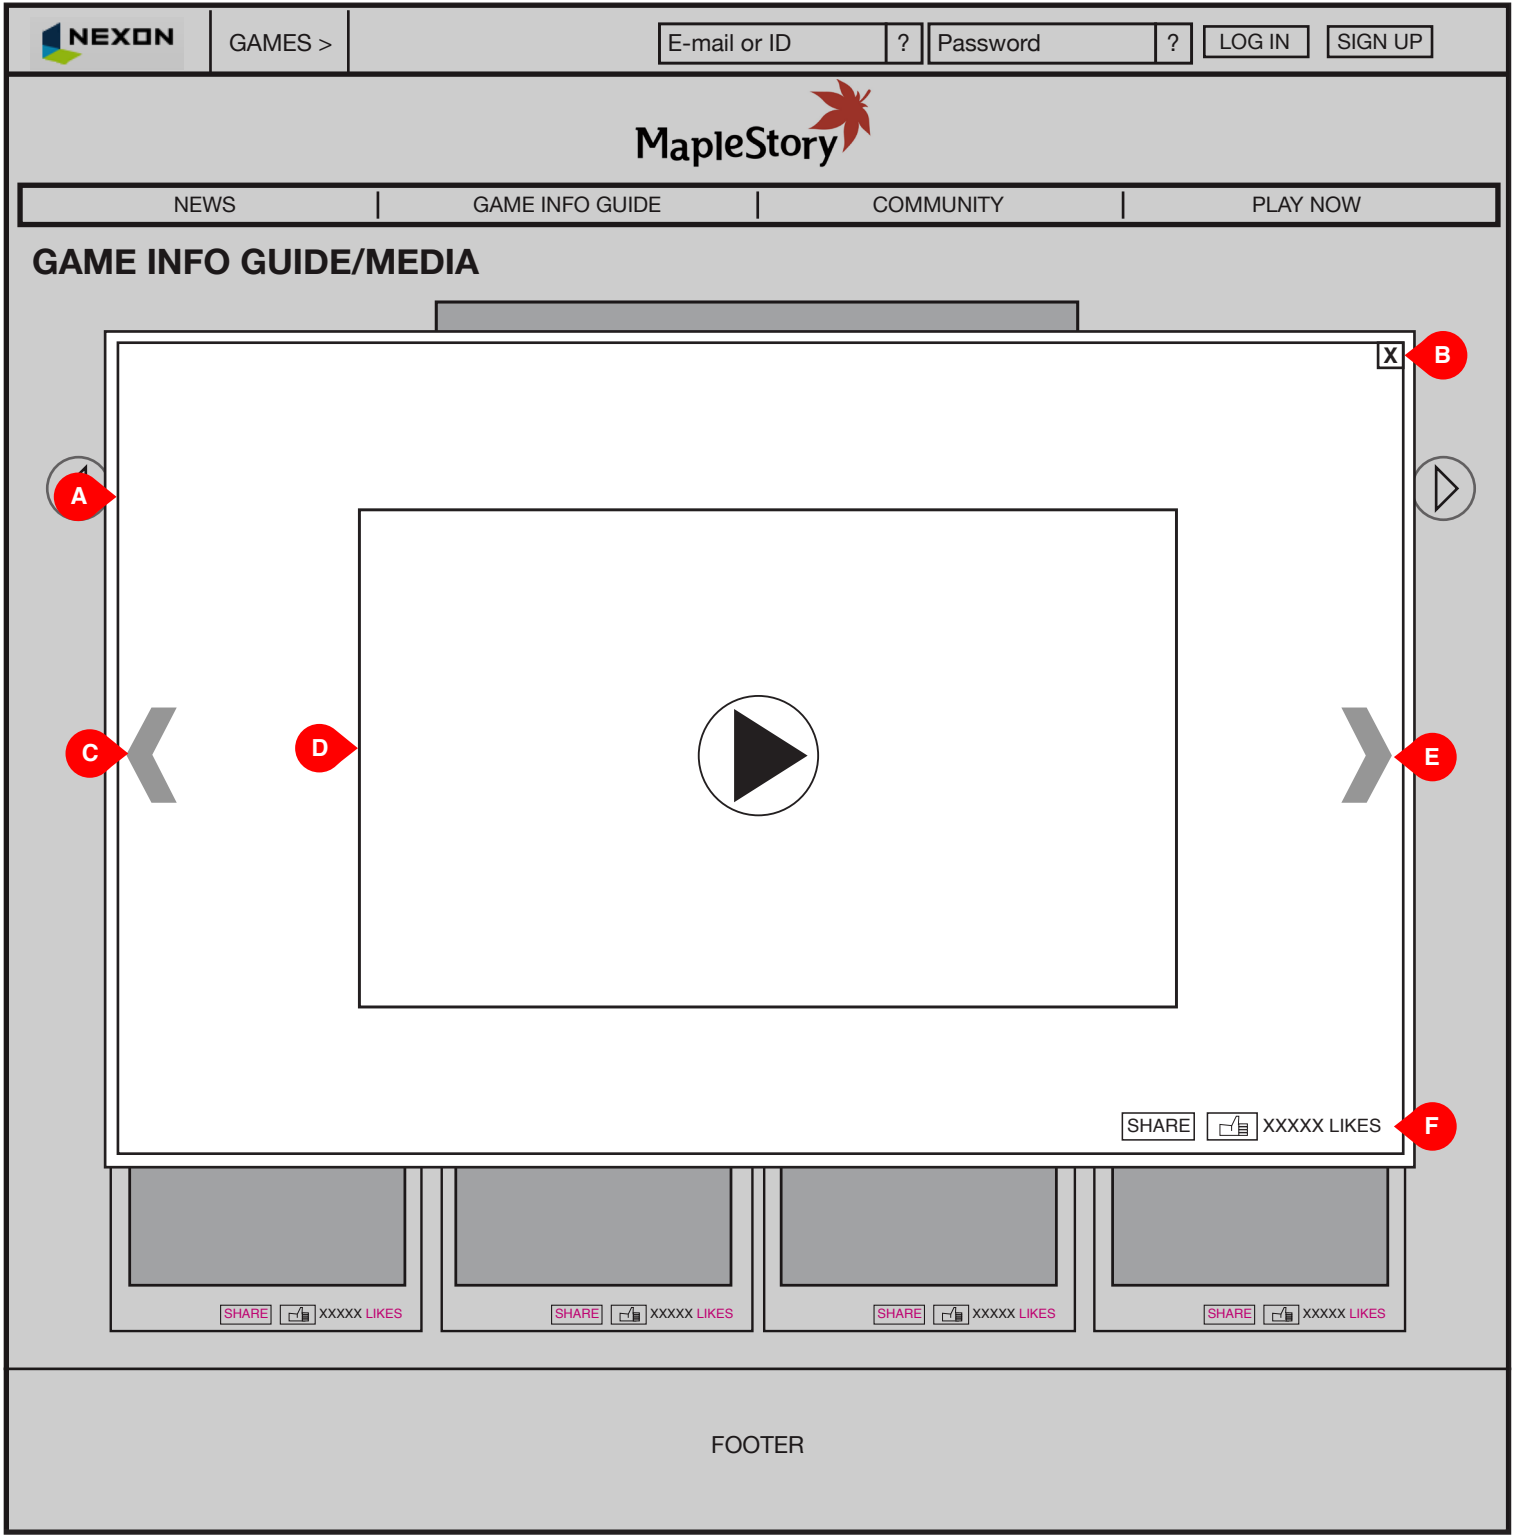 NEXON
GAMES >
E-mail or ID ? Password ? LOG IN SIGN UP
MapleStory
NEWS GAME INFO GUIDE COMMUNITY PLAY NOW
GAME INFO GUIDE/MEDIA
X B
A
C D E
SHARE XXXXX LIKES F
SHARE XXXXX LIKES SHARE XXXXX LIKES SHARE XXXXX LIKES SHARE XXXXX LIKES
FOOTER